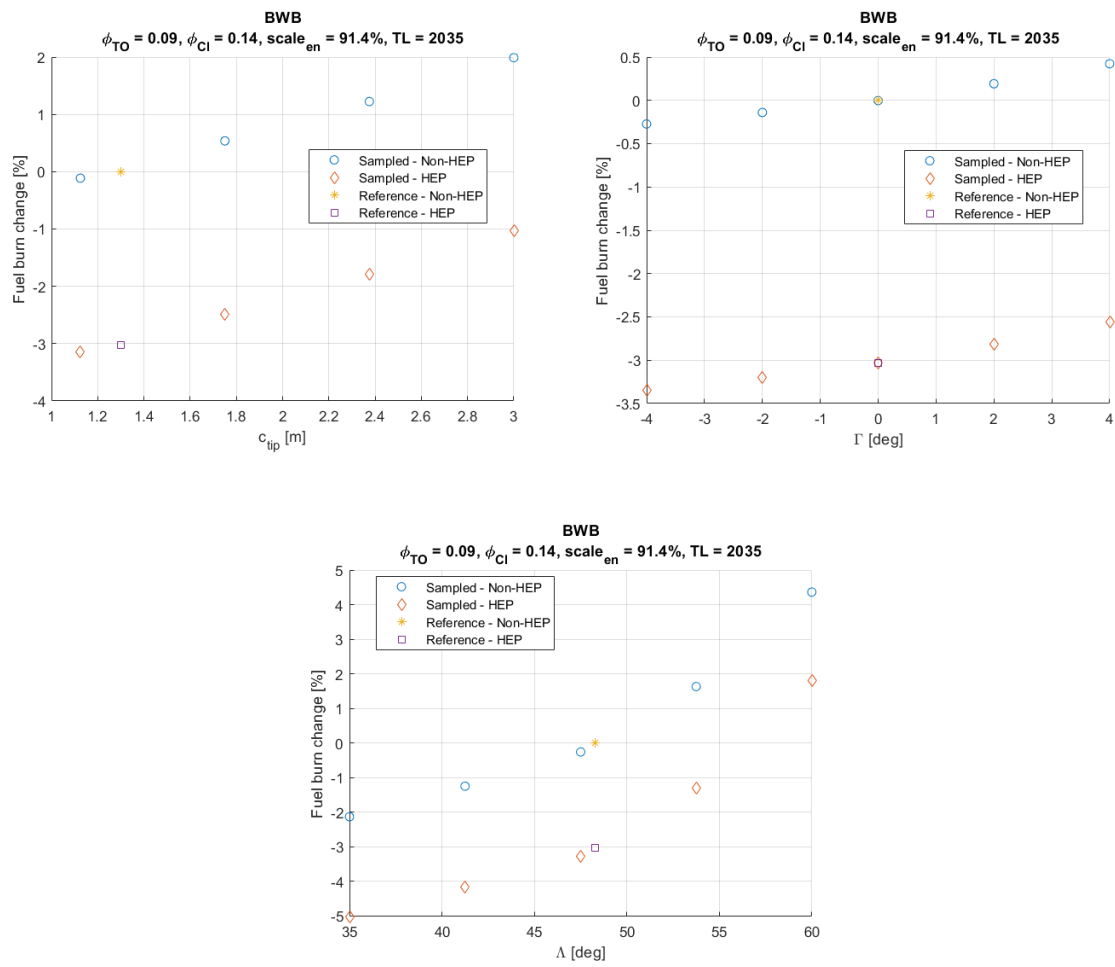 BWB
ϕTO = 0.09, ϕCl = 0.14, scaleen = 91.4%, TL = 2035
2
1
0
-1
-2
-3
-4
Fuel burn change [%]
Sampled - Non-HEP
Sampled - HEP
Reference - Non-HEP
Reference - HEP
1 1.2 1.4 1.6 1.8 2 2.2 2.4 2.6 2.8 3
ctip [m]
BWB
ϕTO = 0.09, ϕCl = 0.14, scaleen = 91.4%, TL = 2035
0.5
0
-0.5
-1
-1.5
-2
-2.5
-3
-3.5
Fuel burn change [%]
Sampled - Non-HEP
Sampled - HEP
Reference - Non-HEP
Reference - HEP
-4 -3 -2 -1 0 1 2 3 4
Γ [deg]
BWB
ϕTO = 0.09, ϕCl = 0.14, scaleen = 91.4%, TL = 2035
5
4
3
2
1
0
-1
-2
-3
-4
-5
Fuel burn change [%]
Sampled - Non-HEP
Sampled - HEP
Reference - Non-HEP
Reference - HEP
35 40 45 50 55 60
Λ [deg]